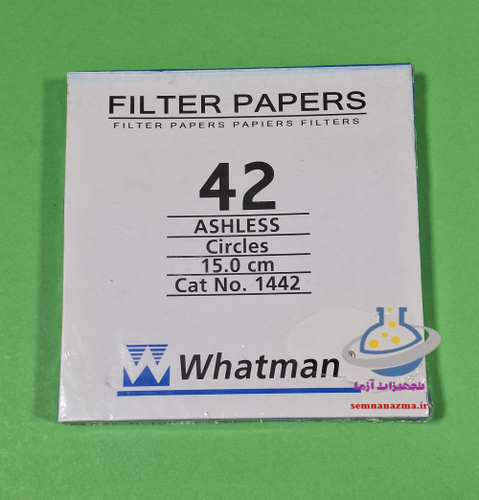 FILTER PAPERS
FILTER PAPERS PAPIERS FILTERS
42
ASHLESS
Circles
15.0 cm
Cat No. 1442
Whatman
تجهیزات آزما
semnanazma.ir